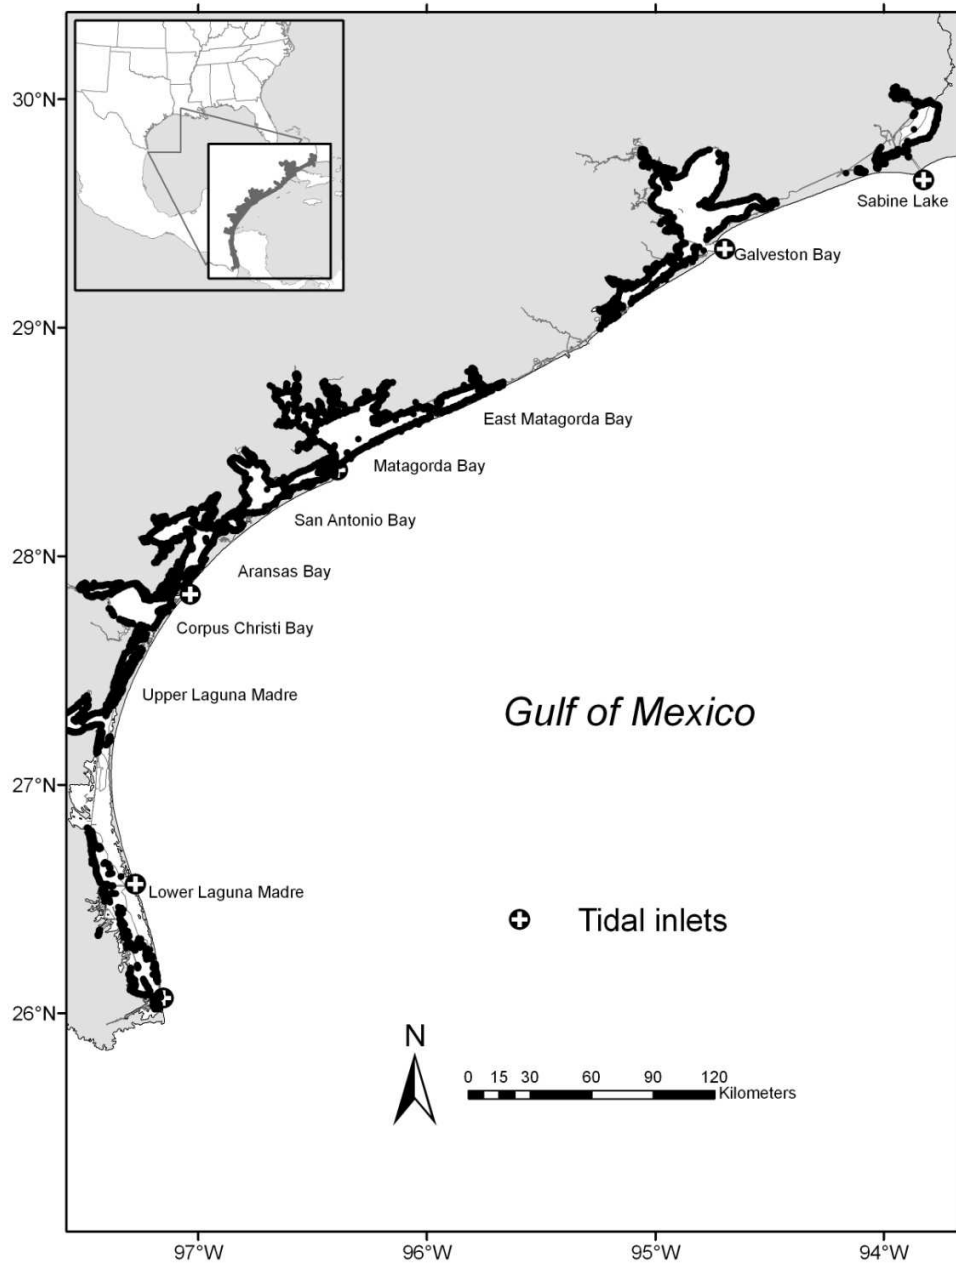 30°N
Sabine Lake
Galveston Bay
29°N
East Matagorda Bay
Matagorda Bay
San Antonio Bay
28°N
Aransas Bay
Corpus Christi Bay
Upper Laguna Madre
Gulf of Mexico
27°N
Lower Laguna Madre
Tidal inlets
26°N
N
0 15 30 60 90 120
Kilometers
97°W 96°W 95°W 94°W